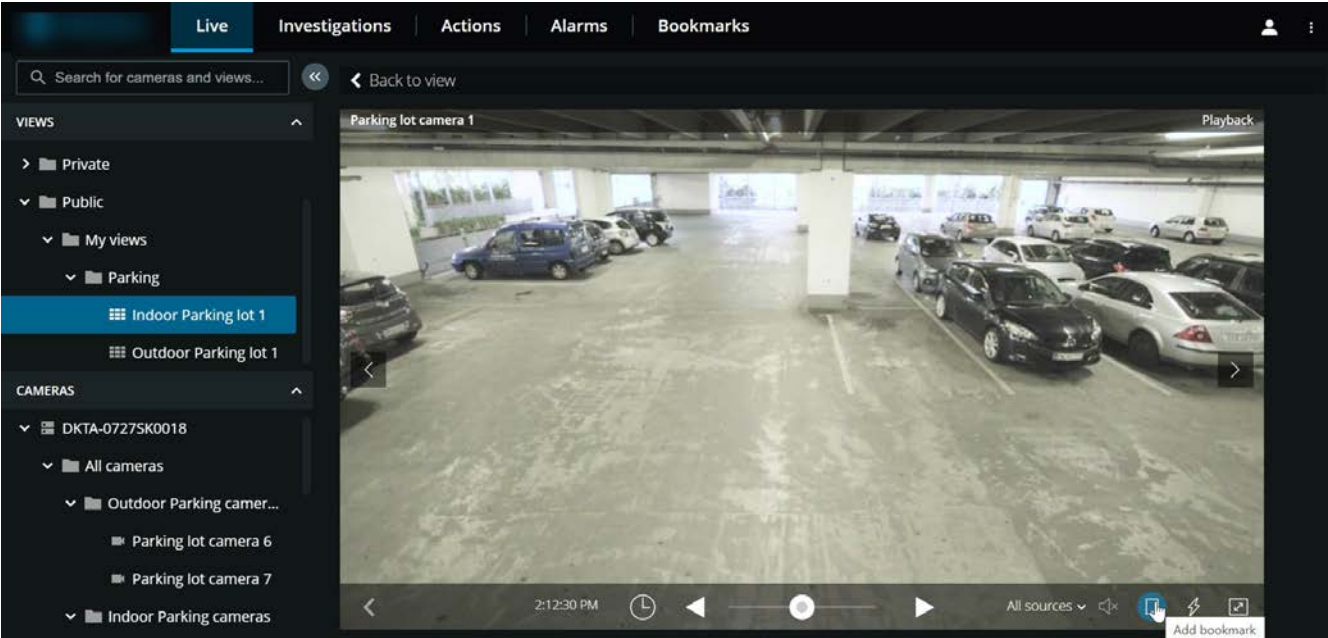 Live Investigations Actions Alarms Bookmarks
Search for cameras and views...
Back to view
VIEWS
Private
Public
My views
Parking
Indoor Parking lot 1
Outdoor Parking lot 1
CAMERAS
DKTA-0727SK0018
All cameras
Outdoor Parking camer...
Parking lot camera 6
Parking lot camera 7
Indoor Parking cameras
Parking lot camera 1
Playback
2:12:30 PM
All sources
Add bookmark